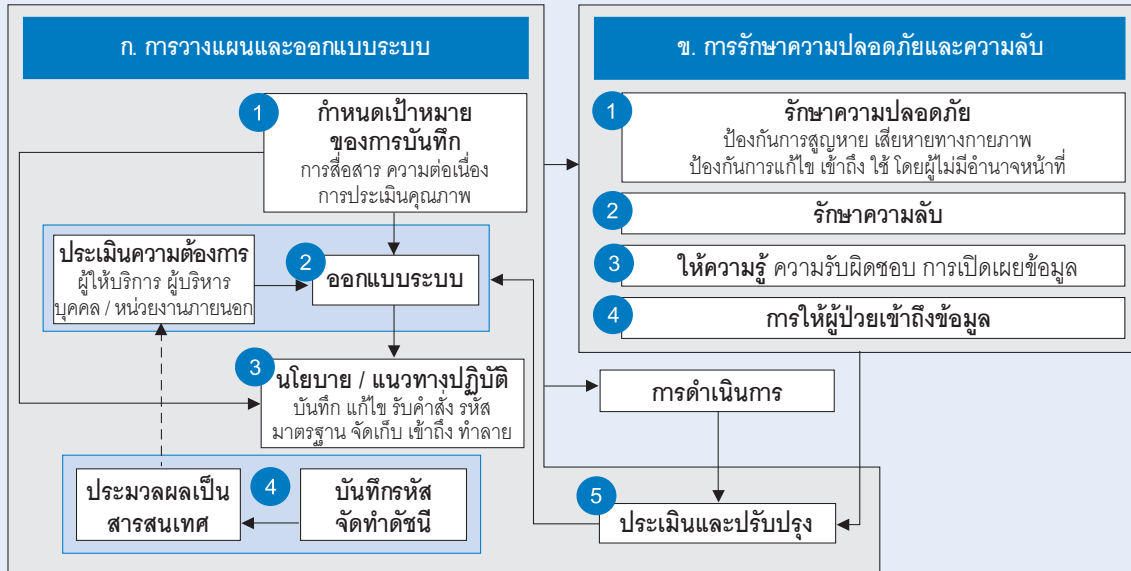 ก. การวางแผนและออกแบบระบบ
1
กำหนดเป้าหมาย
ของการบันทึก
การสื่อสาร ความต่อเนื่อง
การประเมินคุณภาพ
ประเมินความต้องการ
ผู้ให้บริการ ผู้บริหาร
บุคคล / หน่วยงานภายนอก
2
ออกแบบระบบ
3
นโยบาย / แนวทางปฏิบัติ
บันทึก แก้ไข รับคำสั่ง รหัส
มาตรฐาน จัดเก็บ เข้าถึง ทำลาย
ประมวลผลเป็น
สารสนเทศ
4
บันทึกรหัส
จัดทำดัชนี
ข. การรักษาความปลอดภัยและความลับ
1
รักษาความปลอดภัย
ป้องกันการสูญหาย เสียหายทางกายภาพ
ป้องกันการแก้ไข เข้าถึง ใช้ โดยผู้ไม่มีอำนาจหน้าที่
2
รักษาความลับ
3
ให้ความรู้ ความรับผิดชอบ การเปิดเผยข้อมูล
4
การให้ผู้ป่วยเข้าถึงข้อมูล
การดำเนินการ
5
ประเมินและปรับปรุง